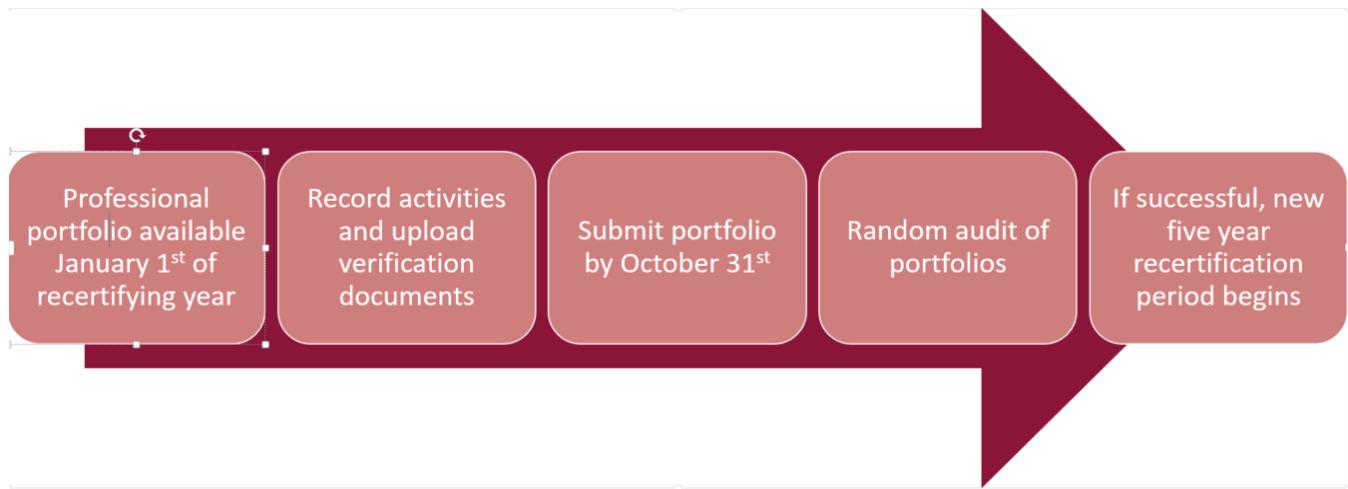 Professional
portfolio available
January 1st of
recertifying year
Record activities
and upload
verification
documents
Submit portfolio
by October 31st
Random audit of
portfolios
If successful, new
five year
recertification
period begins